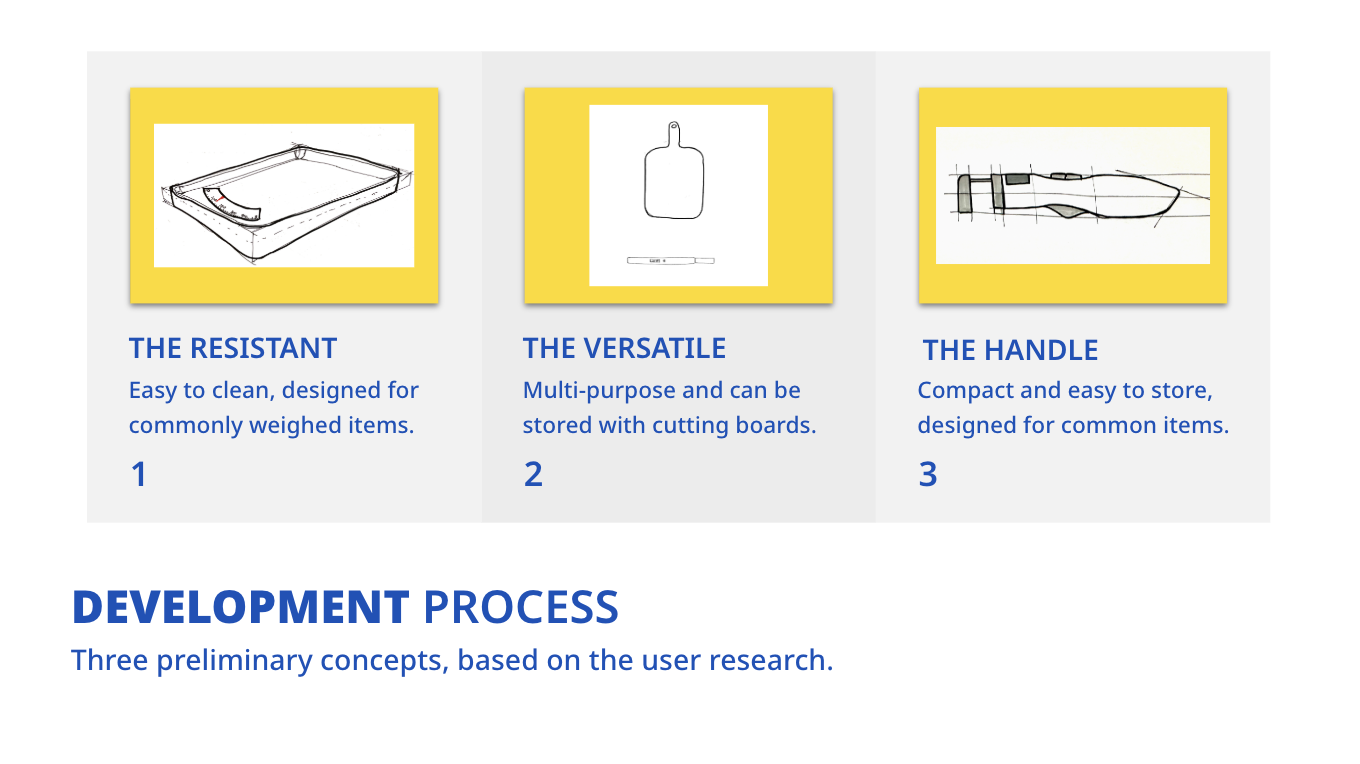 THE RESISTANT
Easy to clean, designed for
commonly weighed items.
1
THE VERSATILE
Multi-purpose and can be
stored with cutting boards.
2
THE HANDLE
Compact and easy to store,
designed for common items.
3
DEVELOPMENT PROCESS
Three preliminary concepts, based on the user research.